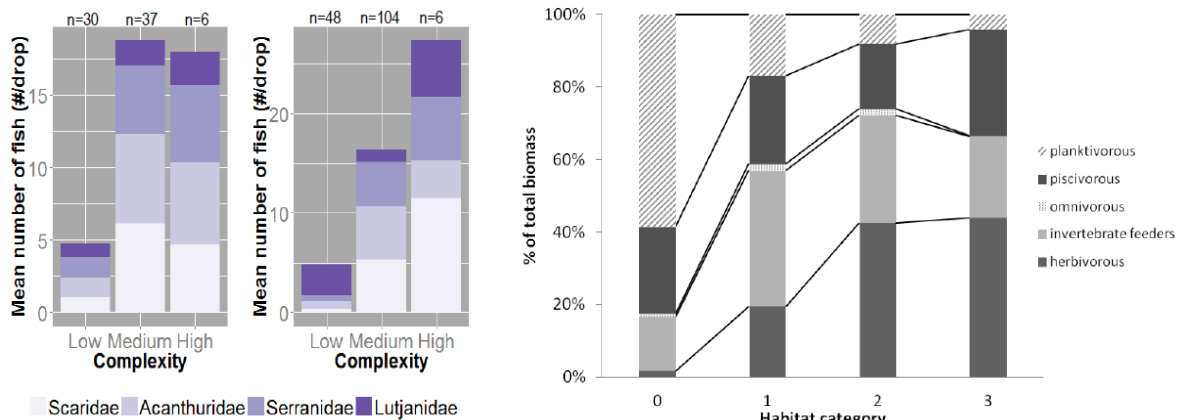 n=30 n=37 n=6
Mean number of fish (#/drop)
15
10
5
0
Low Medium High
Complexity
n=48 n=104 n=6
Mean number of fish (#/drop)
20
10
0
Low Medium High
Complexity
Scaridae Acanthuridae Serranidae Lutjanidae
100%
80%
60%
40%
20%
0%
% of total biomass
0 1 2 3
Habitat category
planktivorous
piscivorous
omnivorous
invertebrate feeders
herbivorous